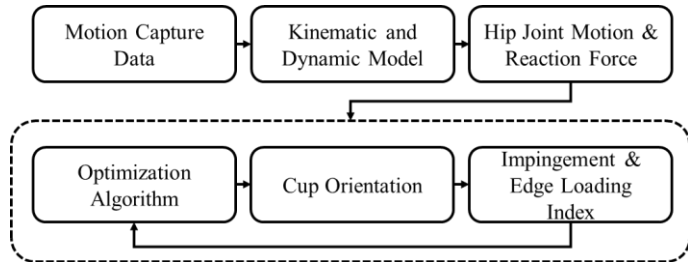 Motion Capture
Data
Kinematic and
Dynamic Model
Hip Joint Motion &
Reaction Force
Optimization
Algorithm
Cup Orientation
Impingement &
Edge Loading
Index